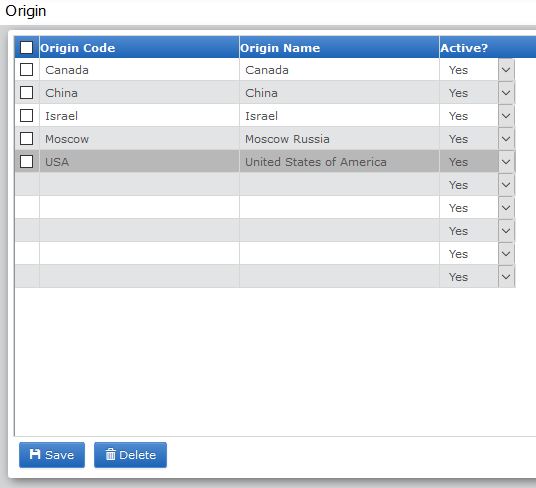 Origin
Origin Code Origin Name Active?
Canada Canada Yes
China China Yes
Israel Israel Yes
Moscow Moscow Russia Yes
USA United States of America Yes
Yes
Yes
Yes
Yes
Yes
Save Delete